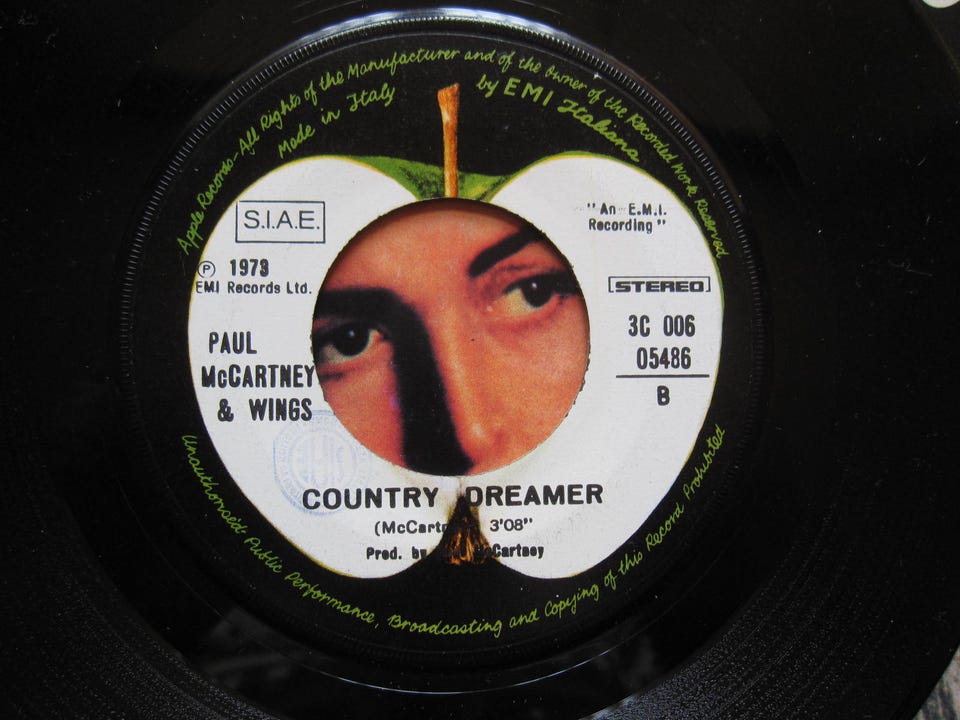 Apple Records-All Rights of the Manufacturer and of the owner of the Recorded Work Reserved
Made in Italy by EMI Italiana
S.I.A.E.
"An E.M.I.
Recording"
℗ 1973
EMI Records Ltd.
STEREO
3C 006
05486
B
PAUL
McCARTNEY
& WINGS
COUNTRY DREAMER
3'08"
Prod. by McCartney
Unauthorised Public Performance, Broadcasting and Copying of this Record Prohibited